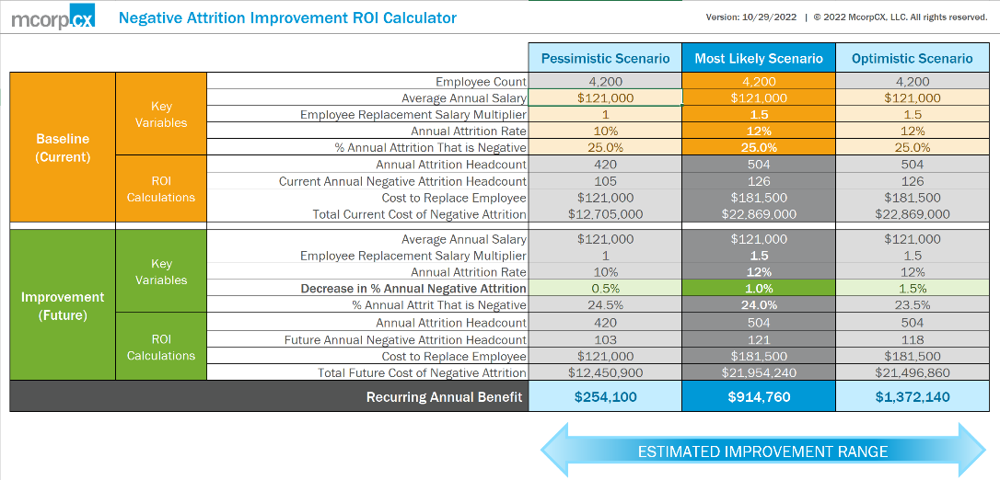 mcorpcx Negative Attrition Improvement ROI Calculator Version: 10/29/2022 | © 2022 McorpCX, LLC. All rights reserved.
Pessimistic Scenario Most Likely Scenario Optimistic Scenario
Baseline (Current)
Key Variables
Employee Count 4,200 4,200 4,200
Average Annual Salary $121,000 $121,000 $121,000
Employee Replacement Salary Multiplier 1 1.5 1.5
Annual Attrition Rate 10% 12% 12%
% Annual Attrition That is Negative 25.0% 25.0% 25.0%
ROI Calculations
Annual Attrition Headcount 420 504 504
Current Annual Negative Attrition Headcount 105 126 126
Cost to Replace Employee $121,000 $181,500 $181,500
Total Current Cost of Negative Attrition $12,705,000 $22,869,000 $22,869,000
Improvement (Future)
Key Variables
Average Annual Salary $121,000 $121,000 $121,000
Employee Replacement Salary Multiplier 1 1.5 1.5
Annual Attrition Rate 10% 12% 12%
Decrease in % Annual Negative Attrition 0.5% 1.0% 1.5%
% Annual Attrit That is Negative 24.5% 24.0% 23.5%
ROI Calculations
Annual Attrition Headcount 420 504 504
Future Annual Negative Attrition Headcount 103 121 118
Cost to Replace Employee $121,000 $181,500 $181,500
Total Future Cost of Negative Attrition $12,450,900 $21,954,240 $21,496,860
Recurring Annual Benefit $254,100 $914,760 $1,372,140
ESTIMATED IMPROVEMENT RANGE